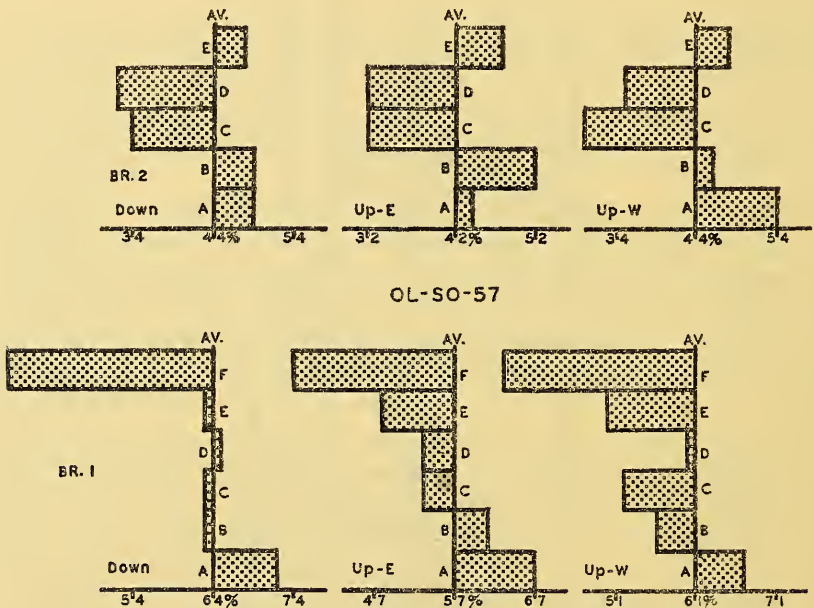 AV. AV. AV.
E E E
D D D
C C C
BR. 2 B B B
Down A Up-E A Up-W A
3.4 4.4% 5.4 3.2 4.2% 5.2 3.4 4.4% 5.4
OL-SO-57
AV. AV. AV.
F F F
E E E
D D D
BR. 1 C C C
B B B
Down A Up-E A Up-W A
5.4 6.4% 7.4 4.7 5.7% 6.7 5.1 6.1% 7.1